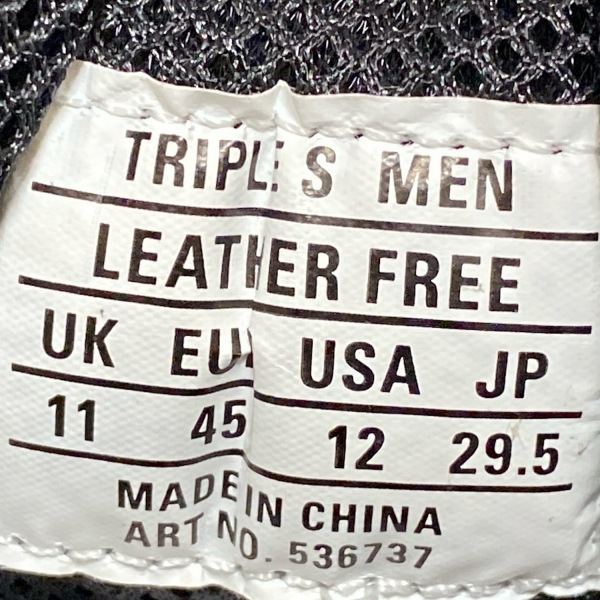 TRIPLE S MEN
LEATHER FREE
UK EUR USA JP
11 45 12 29.5
MADE IN CHINA
ART NO. 536737